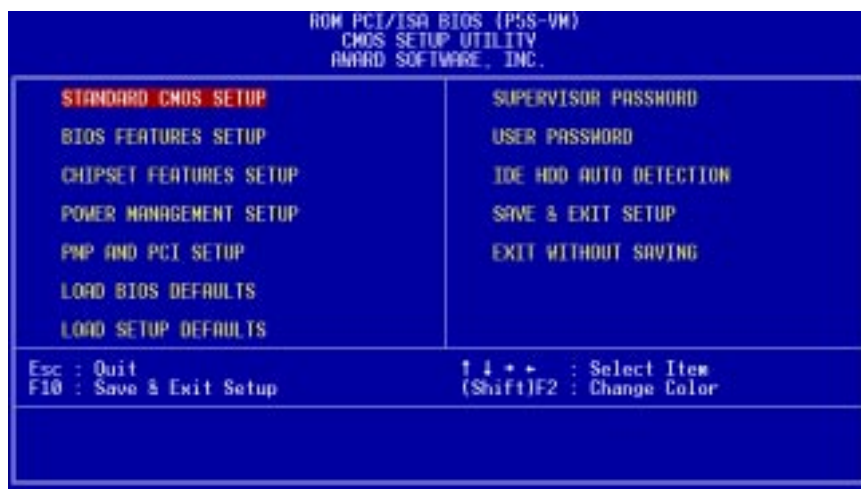 ROM PCI/ISA BIOS (P5S-VM)
CMOS SETUP UTILITY
AWARD SOFTWARE, INC.
STANDARD CMOS SETUP
BIOS FEATURES SETUP
CHIPSET FEATURES SETUP
POWER MANAGEMENT SETUP
PNP AND PCI SETUP
LOAD BIOS DEFAULTS
LOAD SETUP DEFAULTS
SUPERVISOR PASSWORD
USER PASSWORD
IDE HDD AUTO DETECTION
SAVE & EXIT SETUP
EXIT WITHOUT SAVING
Esc : Quit
F10 : Save & Exit Setup
↑ ↓ → ← : Select Item
(Shift)F2 : Change Color